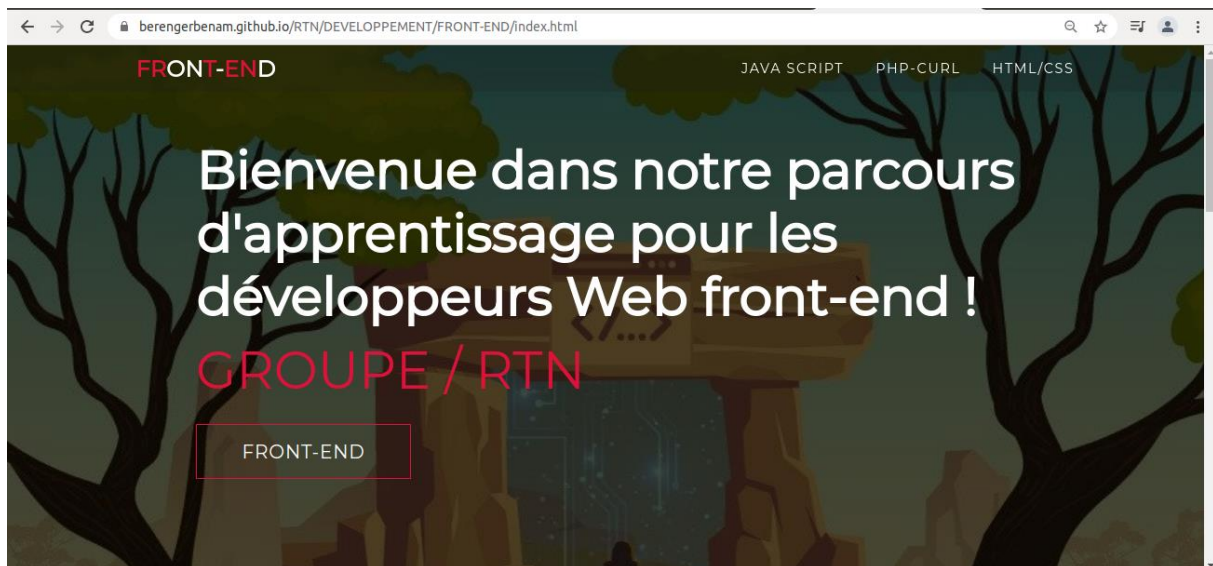 berengerbenam.github.io/RTN/DEVELOPPEMENT/FRONT-END/index.html
FRONT-END
JAVA SCRIPT PHP-CURL HTML/CSS
Bienvenue dans notre parcours
d'apprentissage pour les
développeurs Web front-end !
</...>
GROUPE / RTN
FRONT-END